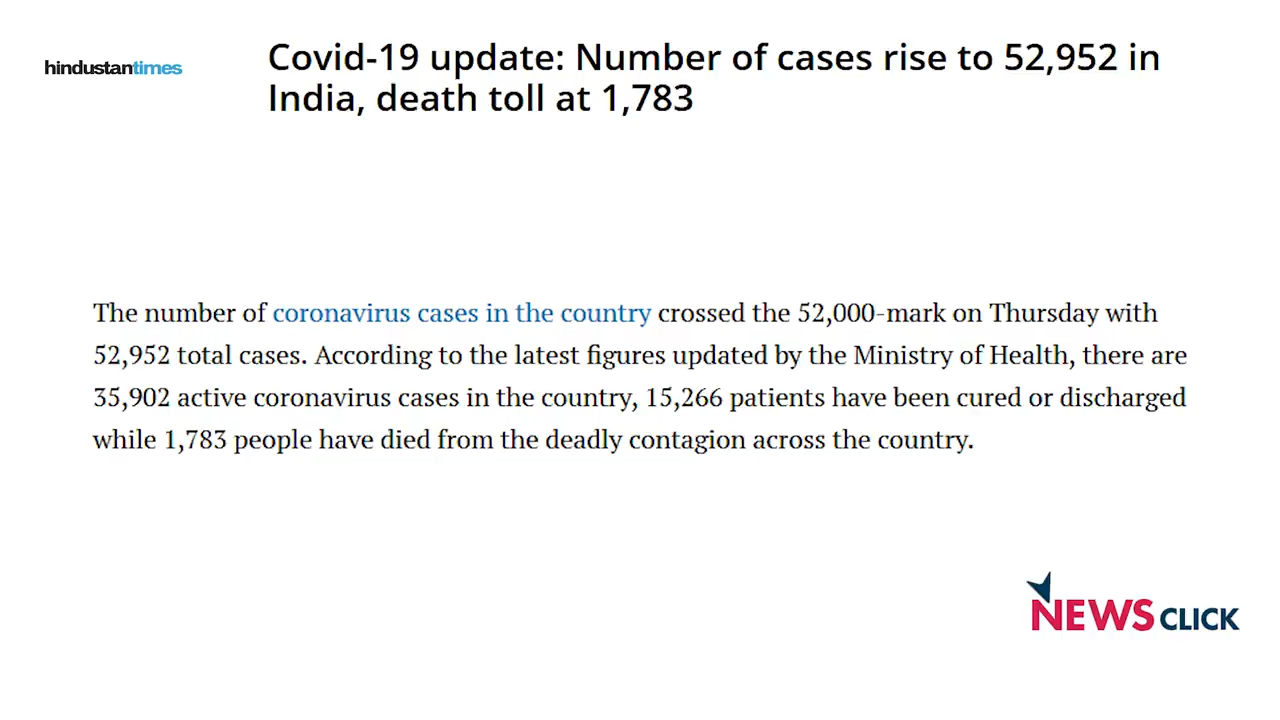 hindustantimes
Covid-19 update: Number of cases rise to 52,952 in
India, death toll at 1,783
The number of coronavirus cases in the country crossed the 52,000-mark on Thursday with
52,952 total cases. According to the latest figures updated by the Ministry of Health, there are
35,902 active coronavirus cases in the country, 15,266 patients have been cured or discharged
while 1,783 people have died from the deadly contagion across the country.
NEWSCLICK